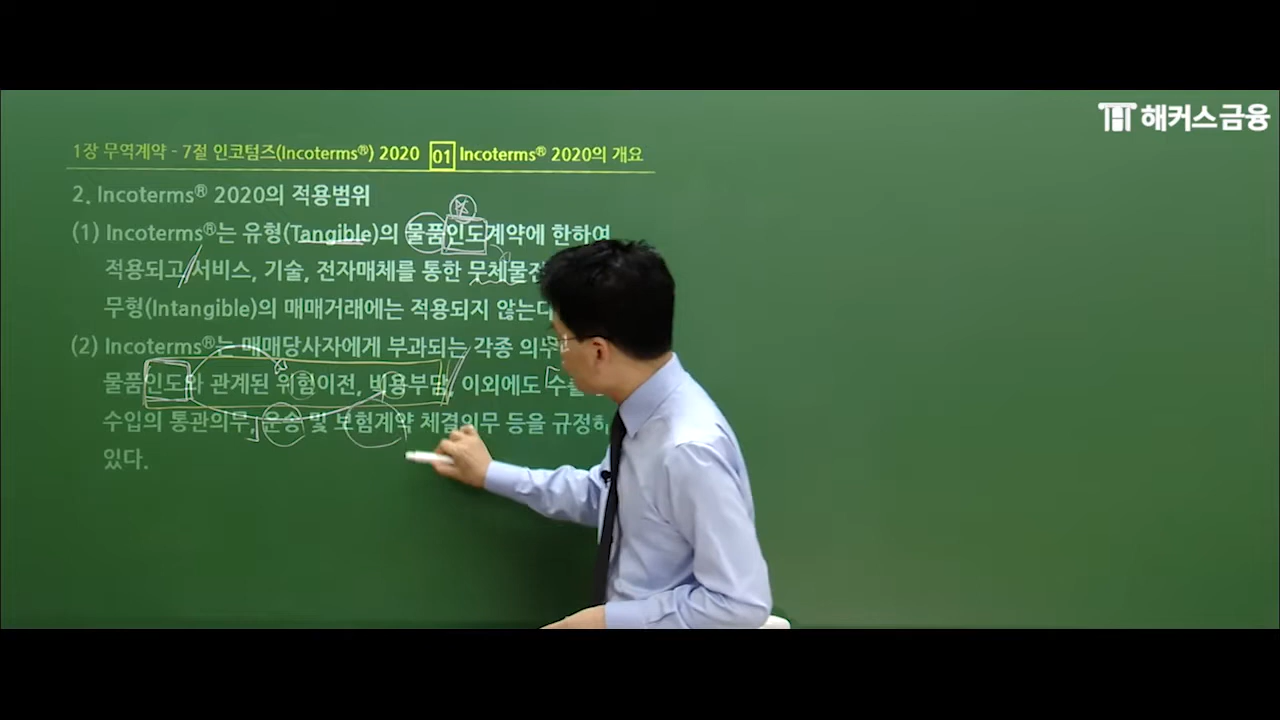 해커스금융
1장 무역계약 - 7절 인코텀즈(Incoterms®) 2020 01 Incoterms® 2020의 개요
2. Incoterms® 2020의 적용범위
(1) Incoterms®는 유형(Tangible)의 물품인도계약에 한하여
적용되고 서비스, 기술, 전자매체를 통한
무형(Intangible)의 매매거래에는 적용되지 않는다
(2) Incoterms®는 매매당사자에게 부과되는 각종 의무
물품인도와 관계된 위험이전, 비용부담, 이외에도 수출
수입의 통관의무, 운송 및 보험계약 체결의무 등을 규정하
있다.